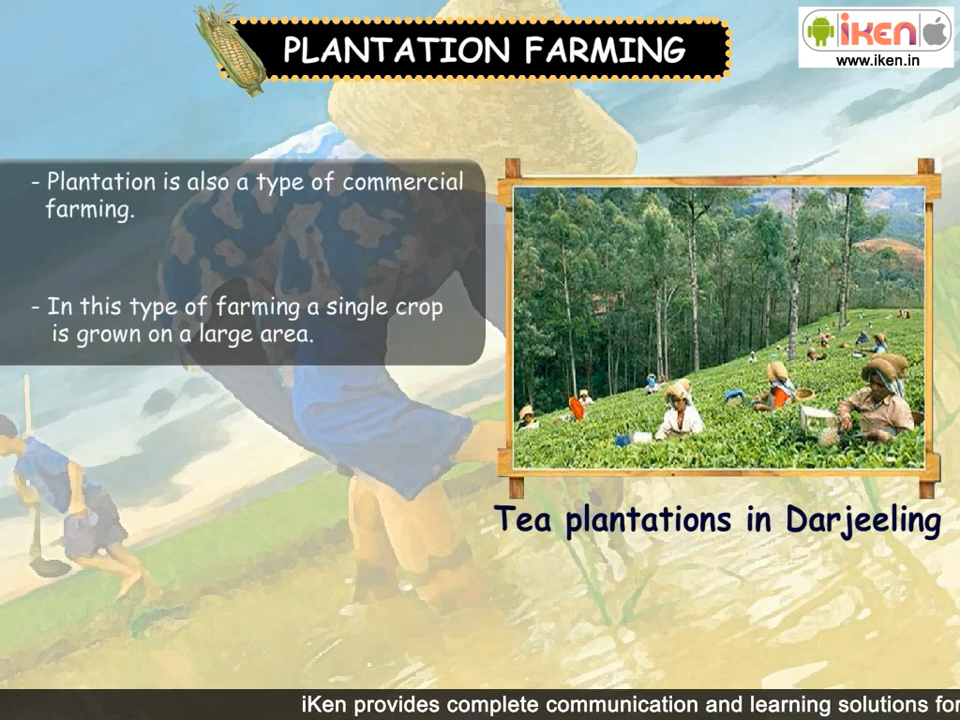 PLANTATION FARMING
iKEN
www.iken.in
- Plantation is also a type of commercial
farming.
- In this type of farming a single crop
is grown on a large area.
Tea plantations in Darjeeling
iKen provides complete communication and learning solutions for